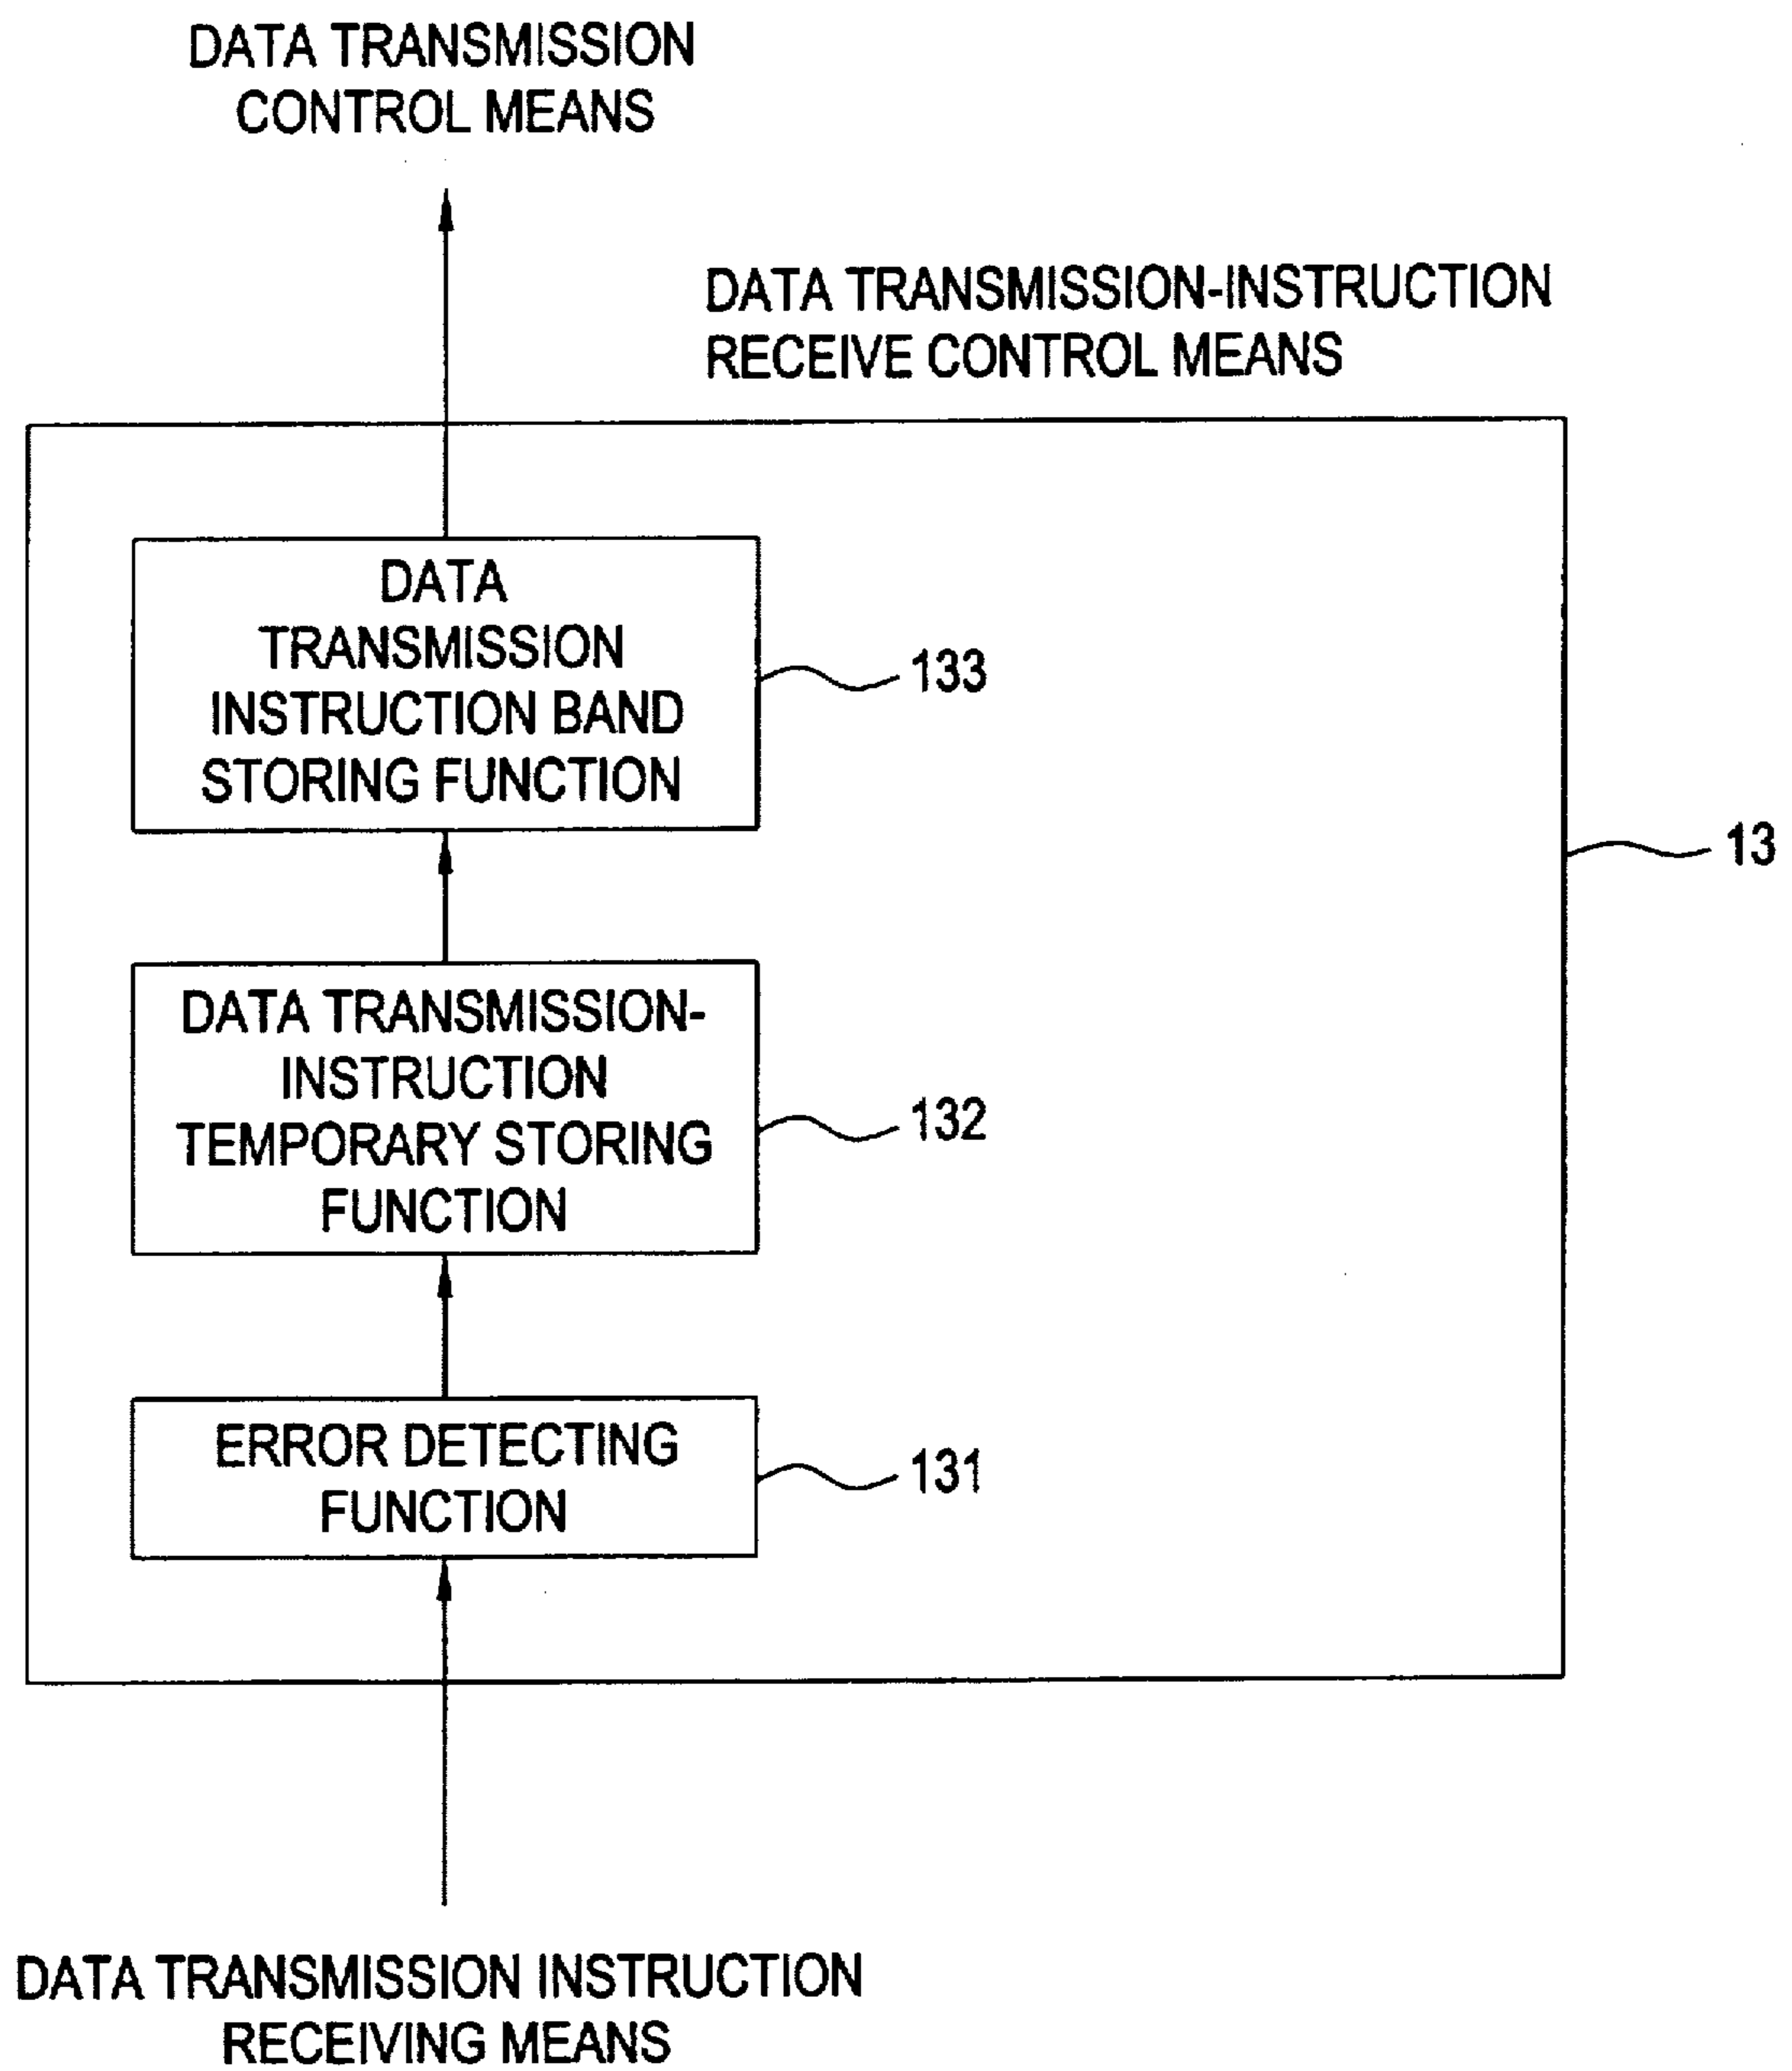 DATA TRANSMISSION
CONTROL MEANS
DATA TRANSMISSION-INSTRUCTION
RECEIVE CONTROL MEANS
DATA
TRANSMISSION
INSTRUCTION BAND
STORING FUNCTION
133
13
DATA TRANSMISSION-
INSTRUCTION
TEMPORARY STORING
FUNCTION
132
ERROR DETECTING
FUNCTION
131
DATA TRANSMISSION INSTRUCTION
RECEIVING MEANS